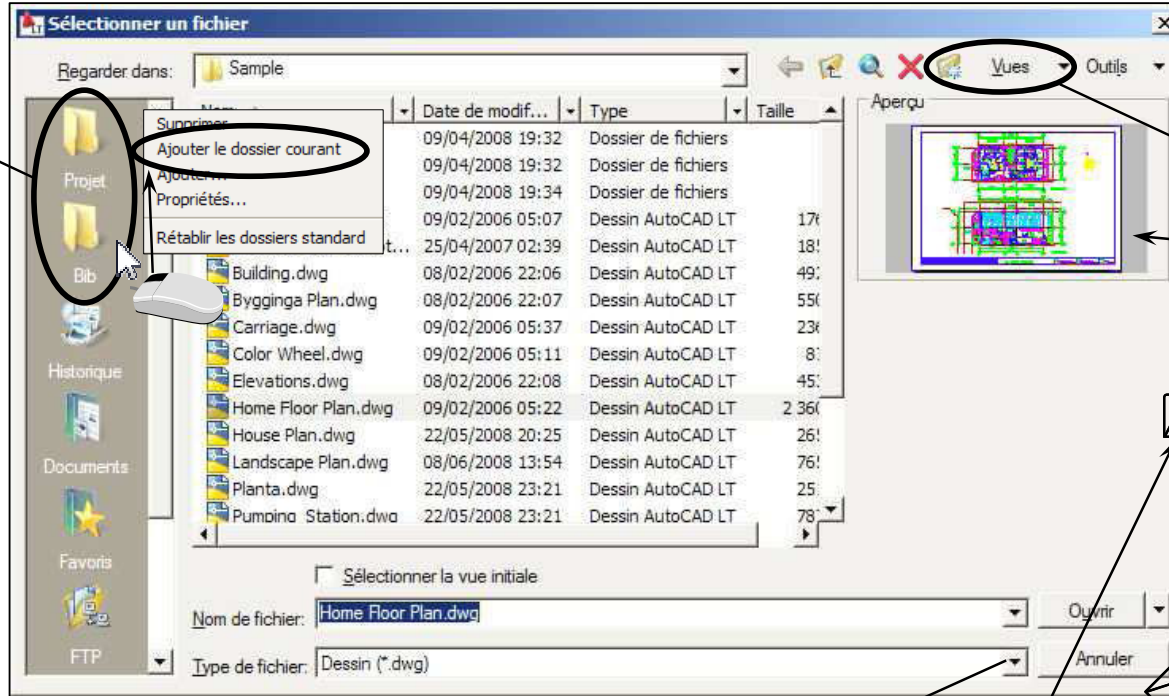 LT Sélectionner un fichier
Regarder dans: Sample Vues Outils
Date de modif... Type Taille Aperçu
Supprimer
Ajouter le dossier courant
Ajouter...
Propriétés...
Rétablir les dossiers standard
Projet
Bib
Historique
Documents
Favoris
FTP
09/04/2008 19:32 Dossier de fichiers
09/04/2008 19:32 Dossier de fichiers
09/04/2008 19:34 Dossier de fichiers
09/02/2006 05:07 Dessin AutoCAD LT 176
t... 25/04/2007 02:39 Dessin AutoCAD LT 185
Building.dwg 08/02/2006 22:06 Dessin AutoCAD LT 492
Bygginga Plan.dwg 08/02/2006 22:07 Dessin AutoCAD LT 550
Carriage.dwg 09/02/2006 05:37 Dessin AutoCAD LT 236
Color Wheel.dwg 09/02/2006 05:11 Dessin AutoCAD LT
Elevations.dwg 08/02/2006 22:08 Dessin AutoCAD LT
Home Floor Plan.dwg 09/02/2006 05:22 Dessin AutoCAD LT 2 360
House Plan.dwg 22/05/2008 20:25 Dessin AutoCAD LT
Landscape Plan.dwg 08/06/2008 13:54 Dessin AutoCAD LT
Planta.dwg 22/05/2008 23:21 Dessin AutoCAD LT 25
Pumping Station.dwg 22/05/2008 23:21 Dessin AutoCAD LT
Sélectionner la vue initiale
Nom de fichier: Home Floor Plan.dwg Ouvrir
Type de fichier: Dessin (*.dwg) Annuler